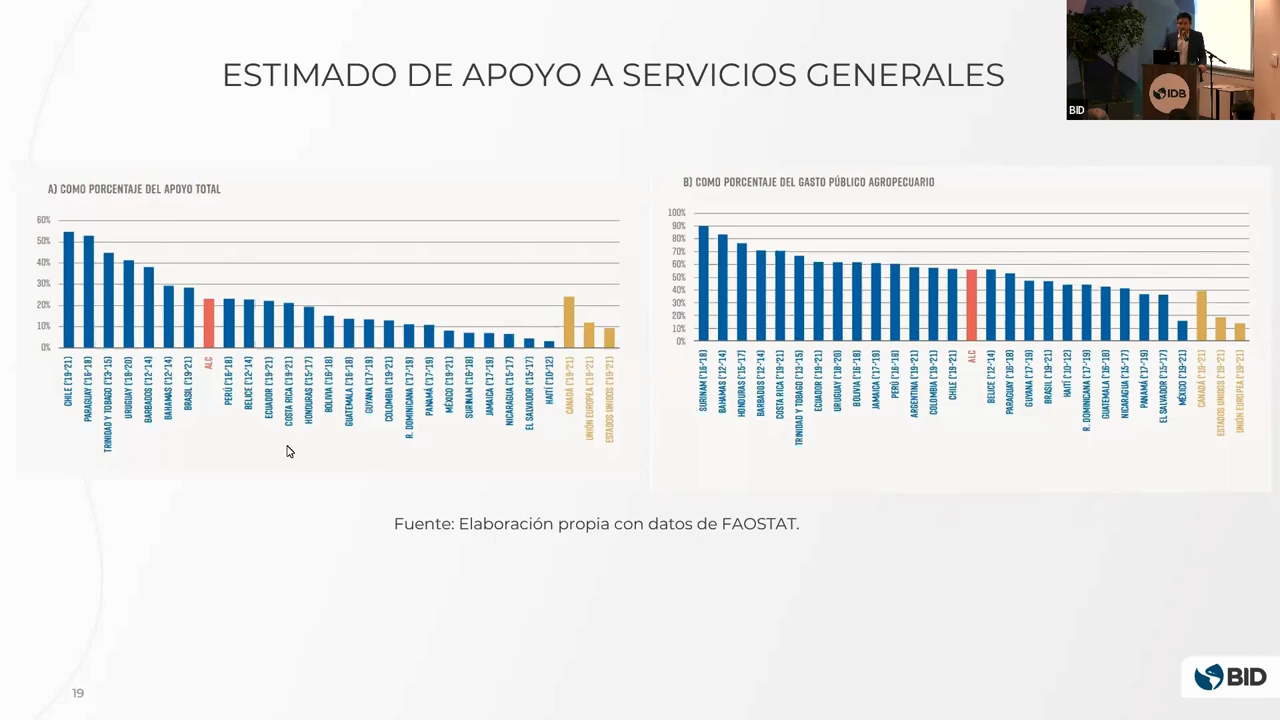 ESTIMADO DE APOYO A SERVICIOS GENERALES
IDB
BID
A) COMO PORCENTAJE DEL APOYO TOTAL
60%
50%
40%
30%
20%
10%
0%
CHILE ('19-'21)
PARAGUAY ('16-'18)
TRINIDAD Y TOBAGO ('13-'15)
URUGUAY ('18-'20)
BARBADOS ('12-'14)
BAHAMAS ('12-'14)
BRASIL ('19-'21)
ALC
PERÚ ('16-'18)
BELICE ('12-'14)
ECUADOR ('19-'21)
COSTA RICA ('19-'21)
HONDURAS ('15-'17)
BOLIVIA ('16-'18)
GUATEMALA ('16-'18)
GUYANA ('17-'19)
COLOMBIA ('19-'21)
R. DOMINICANA ('17-'19)
PANAMÁ ('17-'19)
MÉXICO ('19-'21)
SURINAM ('16-'18)
JAMAICA ('17-'19)
NICARAGUA ('15-'17)
EL SALVADOR ('15-'17)
HAITÍ ('10-'12)
CANADÁ ('19-'21)
UNIÓN EUROPEA ('19-'21)
ESTADOS UNIDOS ('19-'21)
B) COMO PORCENTAJE DEL GASTO PÚBLICO AGROPECUARIO
100%
90%
80%
70%
60%
50%
40%
30%
20%
10%
0%
SURINAM ('16-'18)
BAHAMAS ('12-'14)
HONDURAS ('15-'17)
BARBADOS ('12-'14)
COSTA RICA ('19-'21)
TRINIDAD Y TOBAGO ('13-'15)
ECUADOR ('19-'21)
URUGUAY ('18-'20)
BOLIVIA ('16-'18)
JAMAICA ('17-'19)
PERÚ ('16-'18)
ARGENTINA ('19-'21)
COLOMBIA ('19-'21)
CHILE ('19-'21)
ALC
BELICE ('12-'14)
PARAGUAY ('16-'18)
GUYANA ('17-'19)
BRASIL ('19-'21)
HAITÍ ('10-'12)
R. DOMINICANA ('17-'19)
GUATEMALA ('16-'18)
NICARAGUA ('15-'17)
PANAMÁ ('17-'19)
EL SALVADOR ('15-'17)
MÉXICO ('19-'21)
CANADÁ ('19-'21)
ESTADOS UNIDOS ('19-'21)
UNIÓN EUROPEA ('19-'21)
Fuente: Elaboración propia con datos de FAOSTAT.
19
BID